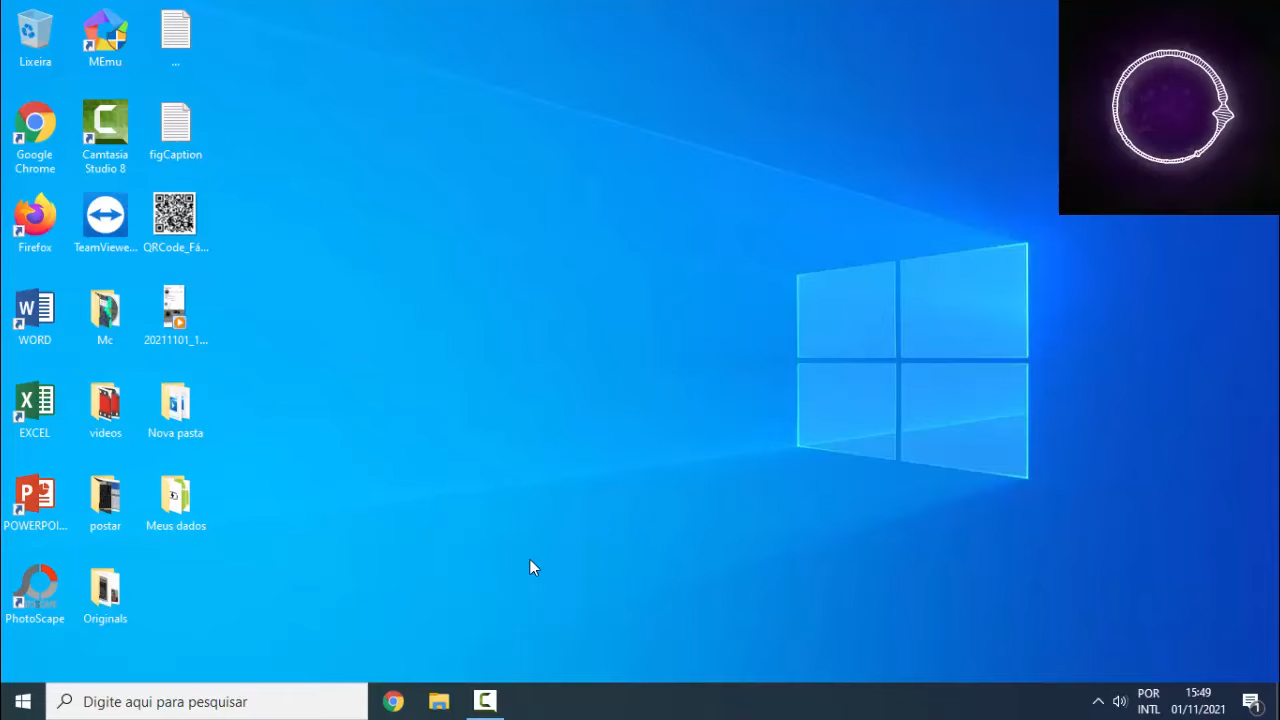 Lixeira
MEmu
...
Google
Chrome
Camtasia
Studio 8
figCaption
Firefox
TeamViewe...
QRCode_Fá...
WORD
Mc
20211101_1...
EXCEL
videos
Nova pasta
POWERPOI...
postar
Meus dados
PhotoScape
Originals
Digite aqui para pesquisar
POR
INTL
15:49
01/11/2021
1